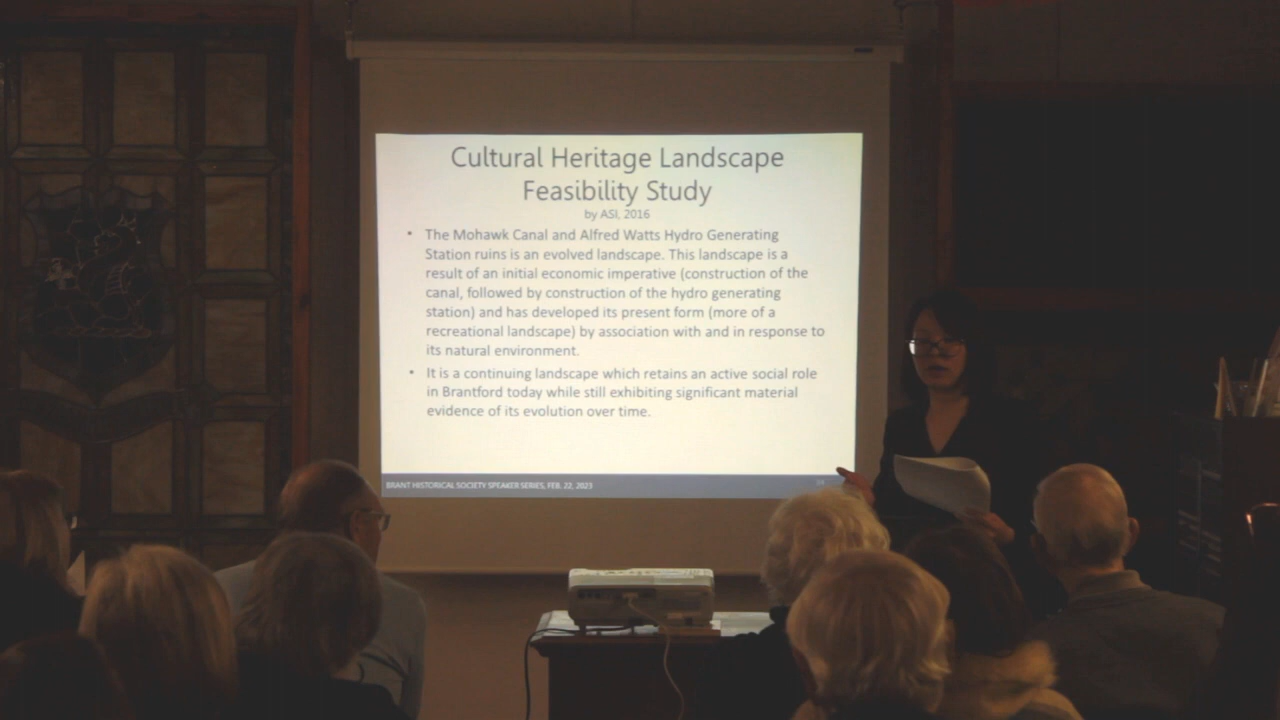 Cultural Heritage Landscape
Feasibility Study
by ASI, 2016
• The Mohawk Canal and Alfred Watts Hydro Generating
Station ruins is an evolved landscape. This landscape is a
result of an initial economic imperative (construction of the
canal, followed by construction of the hydro generating
station) and has developed its present form (more of a
recreational landscape) by association with and in response to
its natural environment.
• It is a continuing landscape which retains an active social role
in Brantford today while still exhibiting significant material
evidence of its evolution over time.
BRANT HISTORICAL SOCIETY SPEAKER SERIES, FEB. 22, 2023